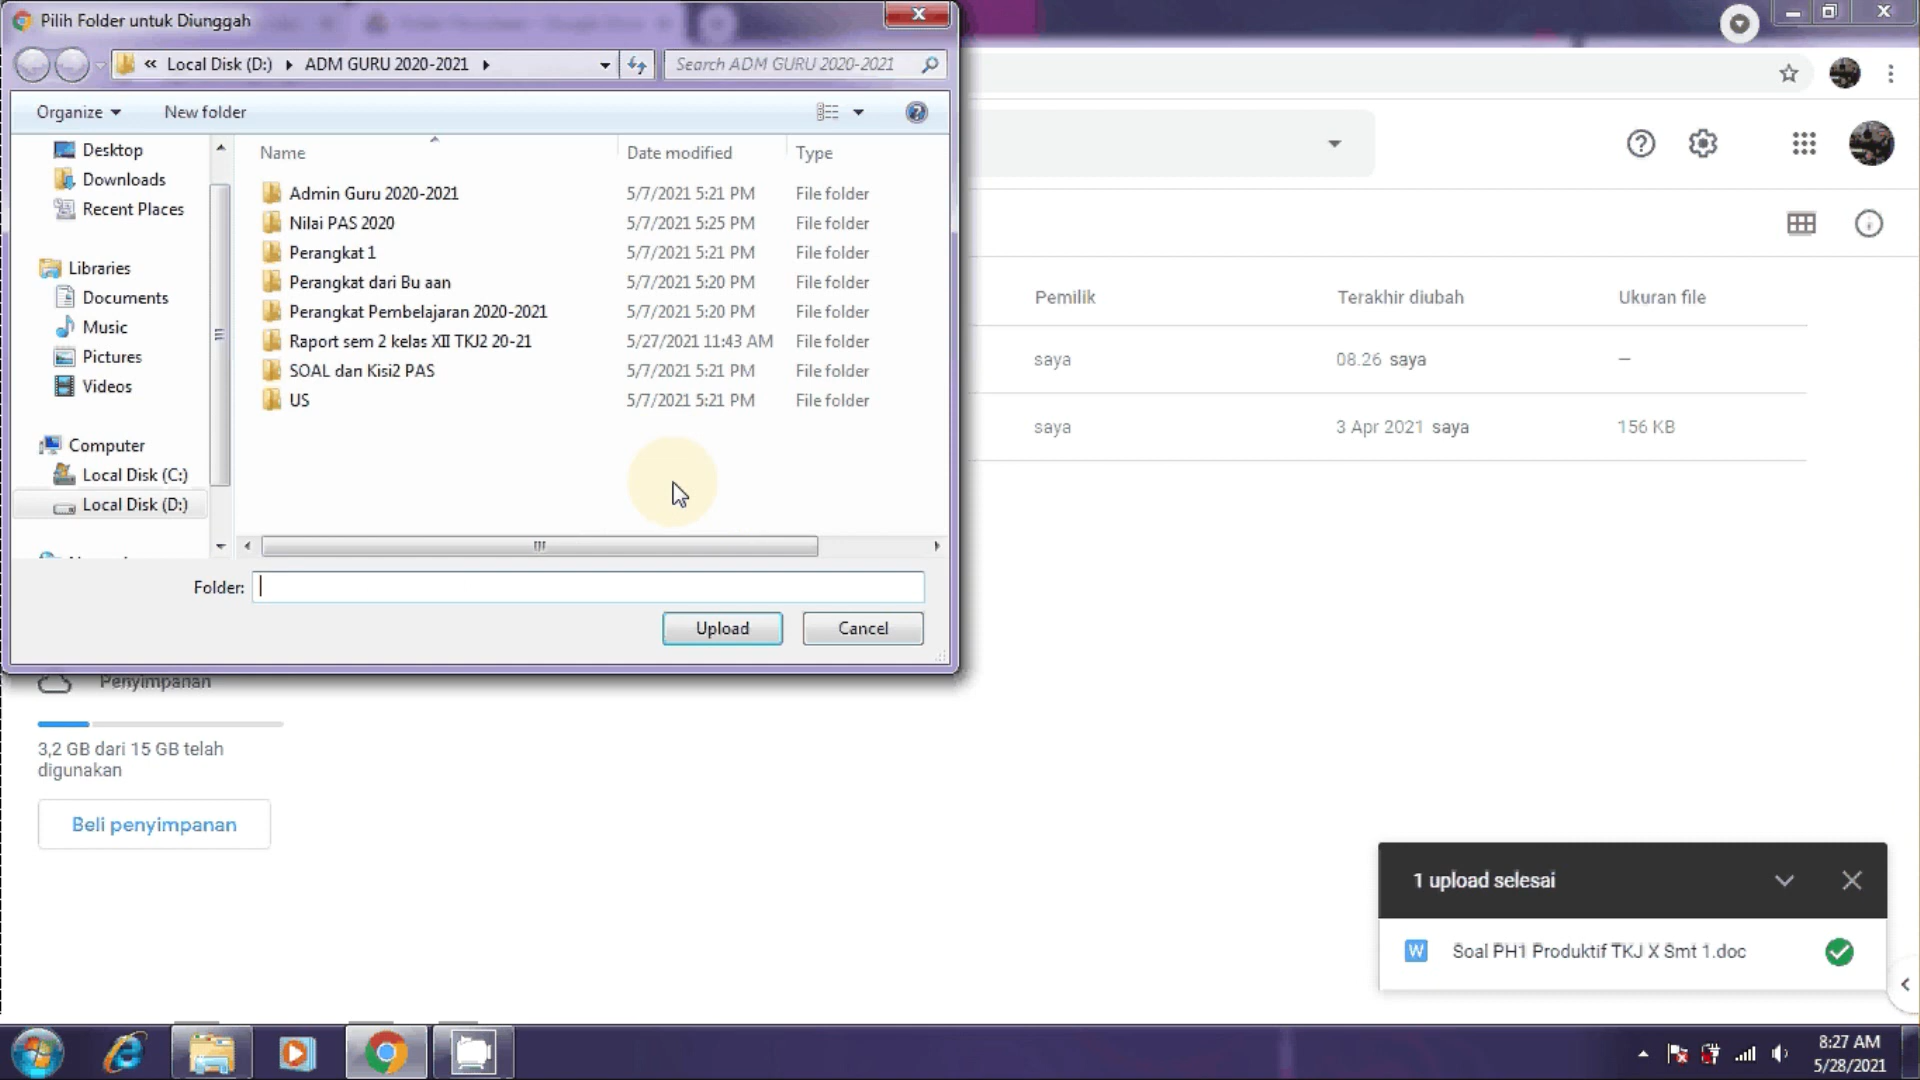 Pilih Folder untuk Diunggah
« Local Disk (D:) ADM GURU 2020-2021
Search ADM GURU 2020-2021
Organize
New folder
Desktop
Downloads
Recent Places
Libraries
Documents
Music
Pictures
Videos
Computer
Local Disk (C:)
Local Disk (D:)
Name Date modified Type
Admin Guru 2020-2021 5/7/2021 5:21 PM File folder
Nilai PAS 2020 5/7/2021 5:25 PM File folder
Perangkat 1 5/7/2021 5:21 PM File folder
Perangkat dari Bu aan 5/7/2021 5:20 PM File folder
Perangkat Pembelajaran 2020-2021 5/7/2021 5:20 PM File folder
Raport sem 2 kelas XII TKJ2 20-21 5/27/2021 11:43 AM File folder
SOAL dan Kisi2 PAS 5/7/2021 5:21 PM File folder
US 5/7/2021 5:21 PM File folder
Folder:
Upload
Cancel
Pemilik Terakhir diubah Ukuran file
saya 08.26 saya —
saya 3 Apr 2021 saya 156 KB
Penyimpanan
3,2 GB dari 15 GB telah
digunakan
Beli penyimpanan
1 upload selesai
W Soal PH1 Produktif TKJ X Smt 1.doc
8:27 AM
5/28/2021